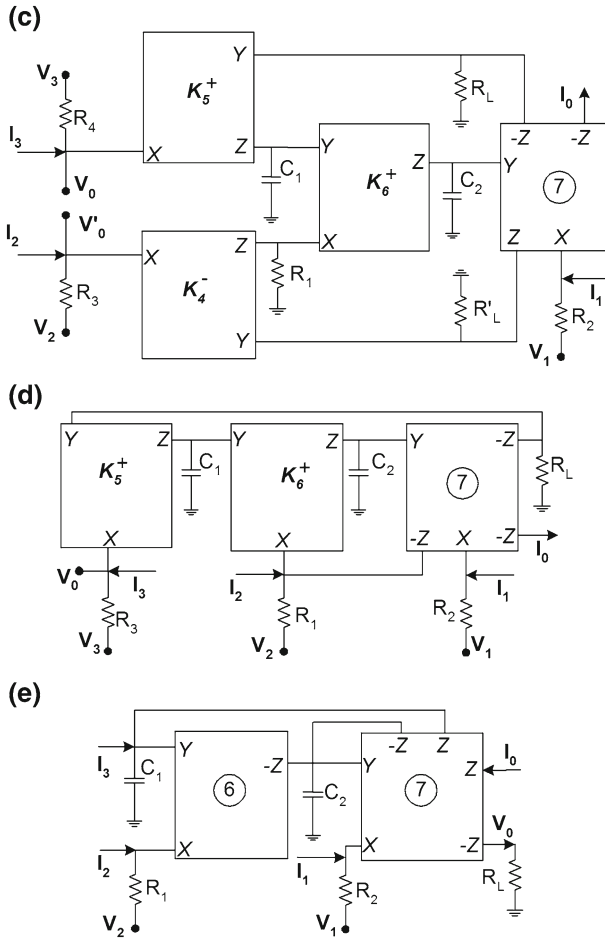 (c)
V3
R4
I3
V0
V'0
I2
R3
V2
Y
K5+
X
Z
C1
Y
K6+
X
Z
C2
RL
I0
-Z
-Z
Y
7
Z
X
I1
R2
V1
Z
X
K4-
Y
R1
R'L
(d)
Y
Z
K5+
X
C1
Y
Z
K6+
X
C2
Y
-Z
7
-Z
X
-Z
RL
I0
V0
I3
R3
V3
I2
R1
V2
I1
R2
V1
(e)
I3
C1
Y
-Z
6
X
I2
R1
V2
C2
-Z
Z
Y
Z
7
X
-Z
I0
V0
RL
I1
R2
V1